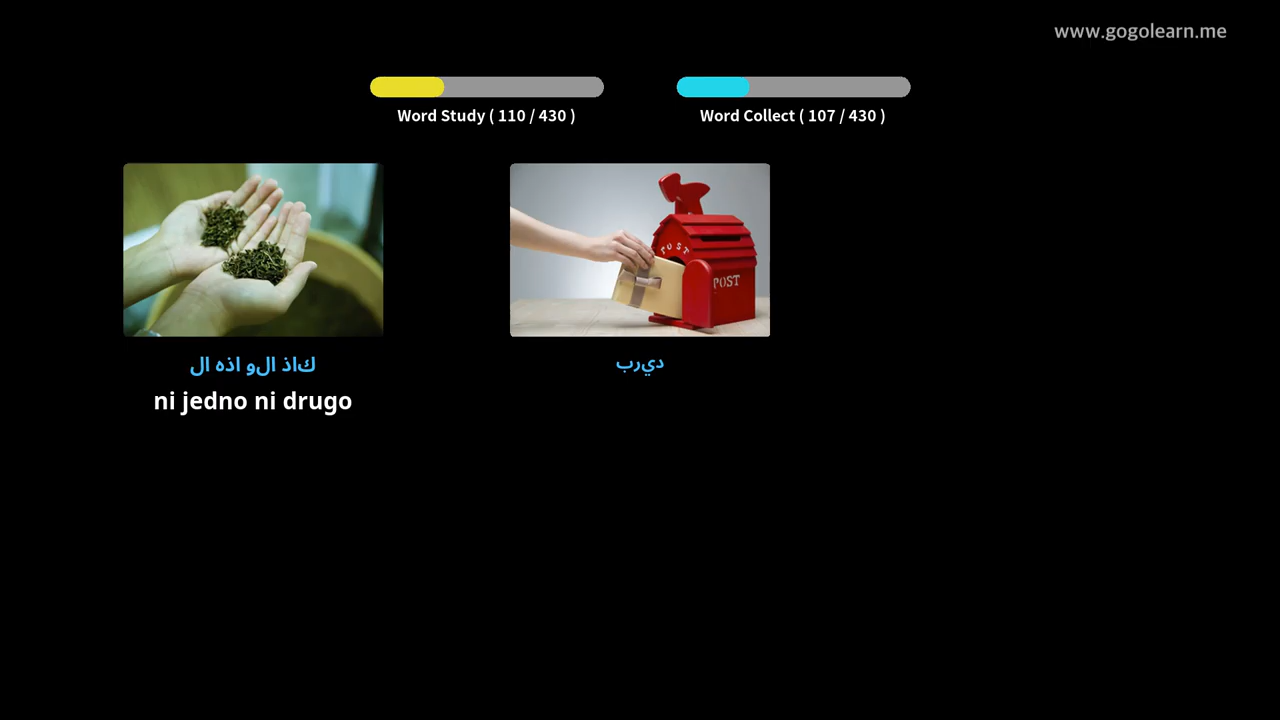 www.gogolearn.me
Word Study ( 110 / 430 )
Word Collect ( 107 / 430 )
كاذ الو اذه ال
ni jedno ni drugo
POST
POST
ديرب